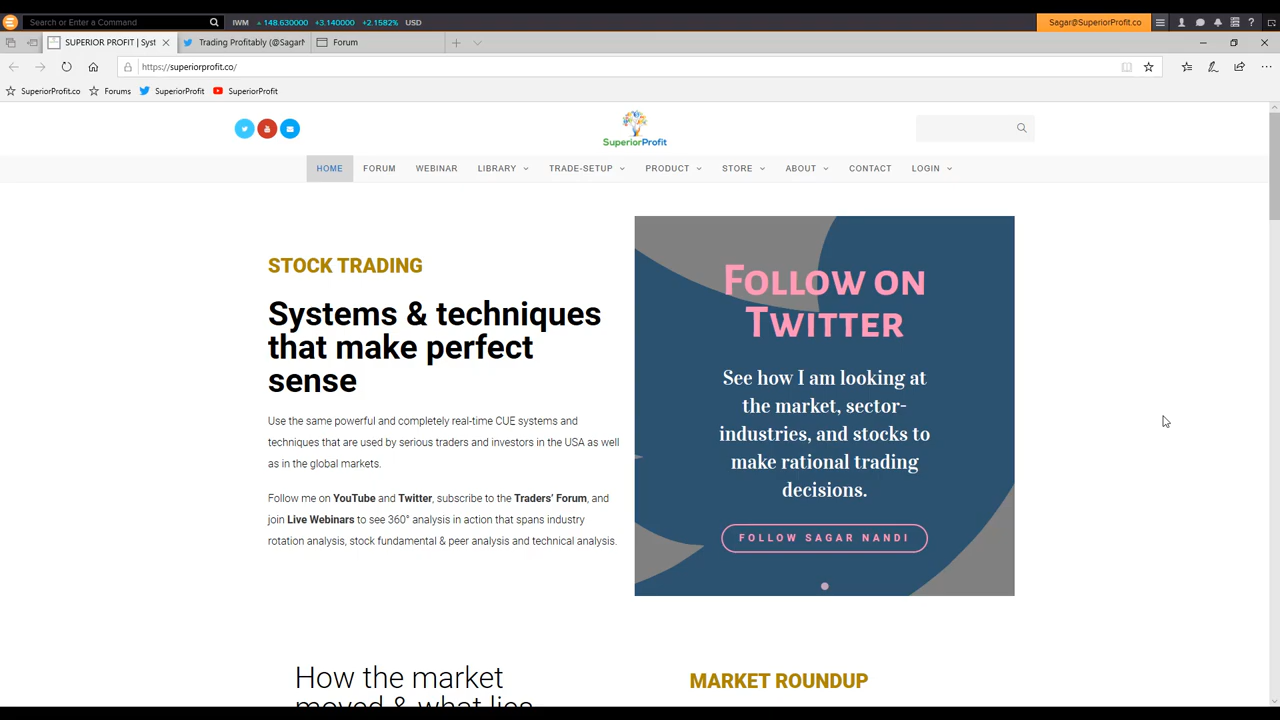 Search or Enter a Command
IWM
148.630000
+3.140000
+2.1582%
USD
Sagar@SuperiorProfit.co
SUPERIOR PROFIT | Syst
Trading Profitably (@SagarN
Forum
https://superiorprofit.co/
SuperiorProfit.co
Forums
SuperiorProfit
SuperiorProfit
SuperiorProfit
HOME
FORUM
WEBINAR
LIBRARY
TRADE-SETUP
PRODUCT
STORE
ABOUT
CONTACT
LOGIN
STOCK TRADING
Systems & techniques
that make perfect
sense
Use the same powerful and completely real-time CUE systems and
techniques that are used by serious traders and investors in the USA as well
as in the global markets.
Follow me on YouTube and Twitter, subscribe to the Traders' Forum, and
join Live Webinars to see 360° analysis in action that spans industry
rotation analysis, stock fundamental & peer analysis and technical analysis.
Follow on
Twitter
See how I am looking at
the market, sector-
industries, and stocks to
make rational trading
decisions.
FOLLOW SAGAR NANDI
How the market
moved & what lies
MARKET ROUNDUP